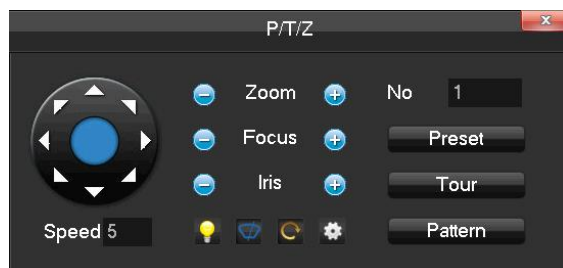 P/T/Z
x
Zoom No 1
Focus Preset
Iris Tour
Speed 5 Pattern